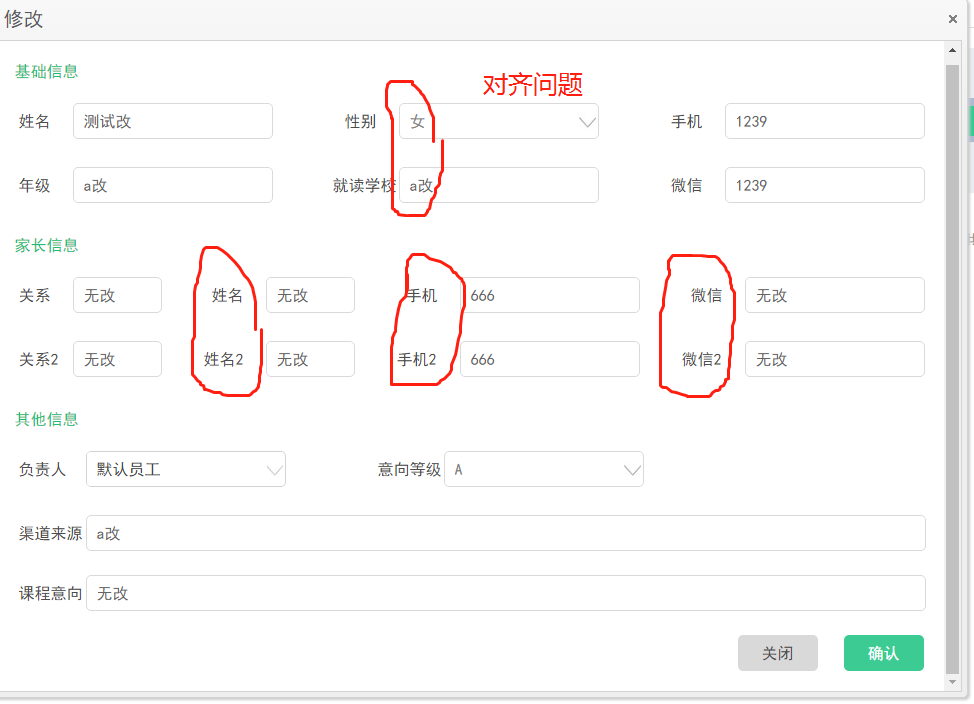 修改
基础信息
对齐问题
姓名 测试改 性别 女 手机 1239
年级 a改 就读学校 a改 微信 1239
家长信息
关系 无改 姓名 无改 手机 666 微信 无改
关系2 无改 姓名2 无改 手机2 666 微信2 无改
其他信息
负责人 默认员工 意向等级 A
渠道来源 a改
课程意向 无改
关闭 确认